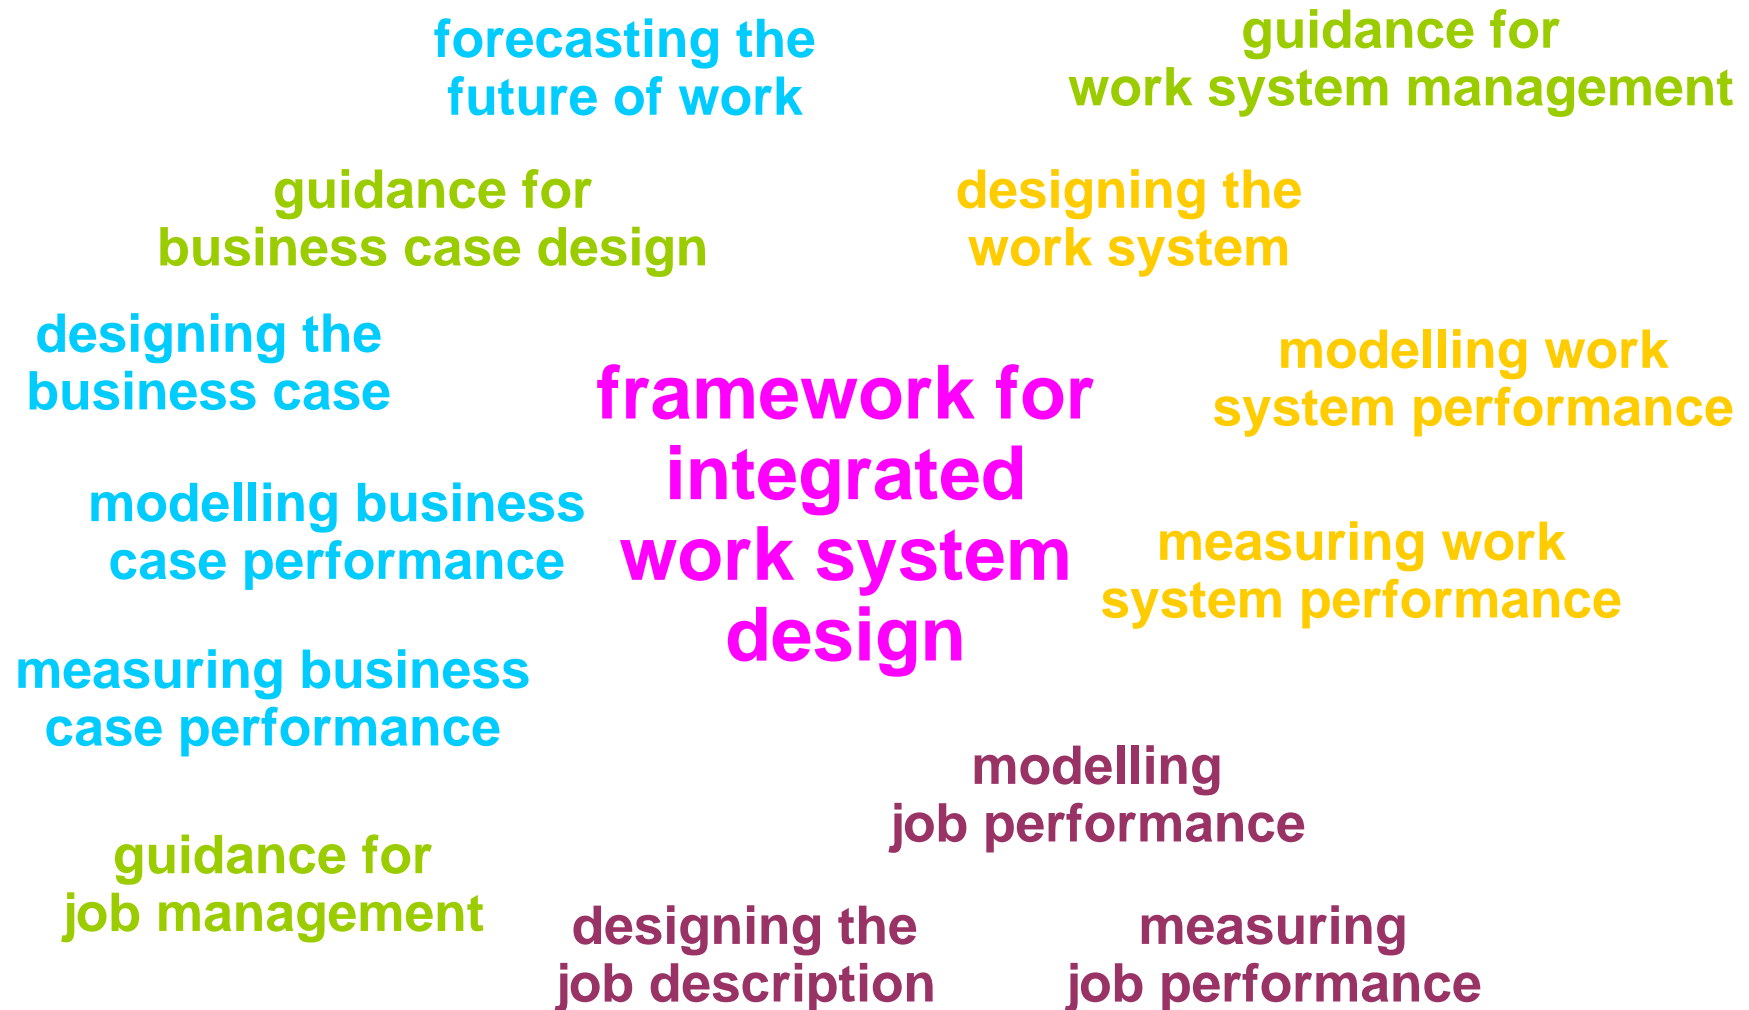 forecasting the
future of work
guidance for
work system management
guidance for
business case design
designing the
work system
designing the
business case
modelling work
system performance
framework for
integrated
work system
design
modelling business
case performance
measuring work
system performance
measuring business
case performance
modelling
job performance
guidance for
job management
designing the
job description
measuring
job performance